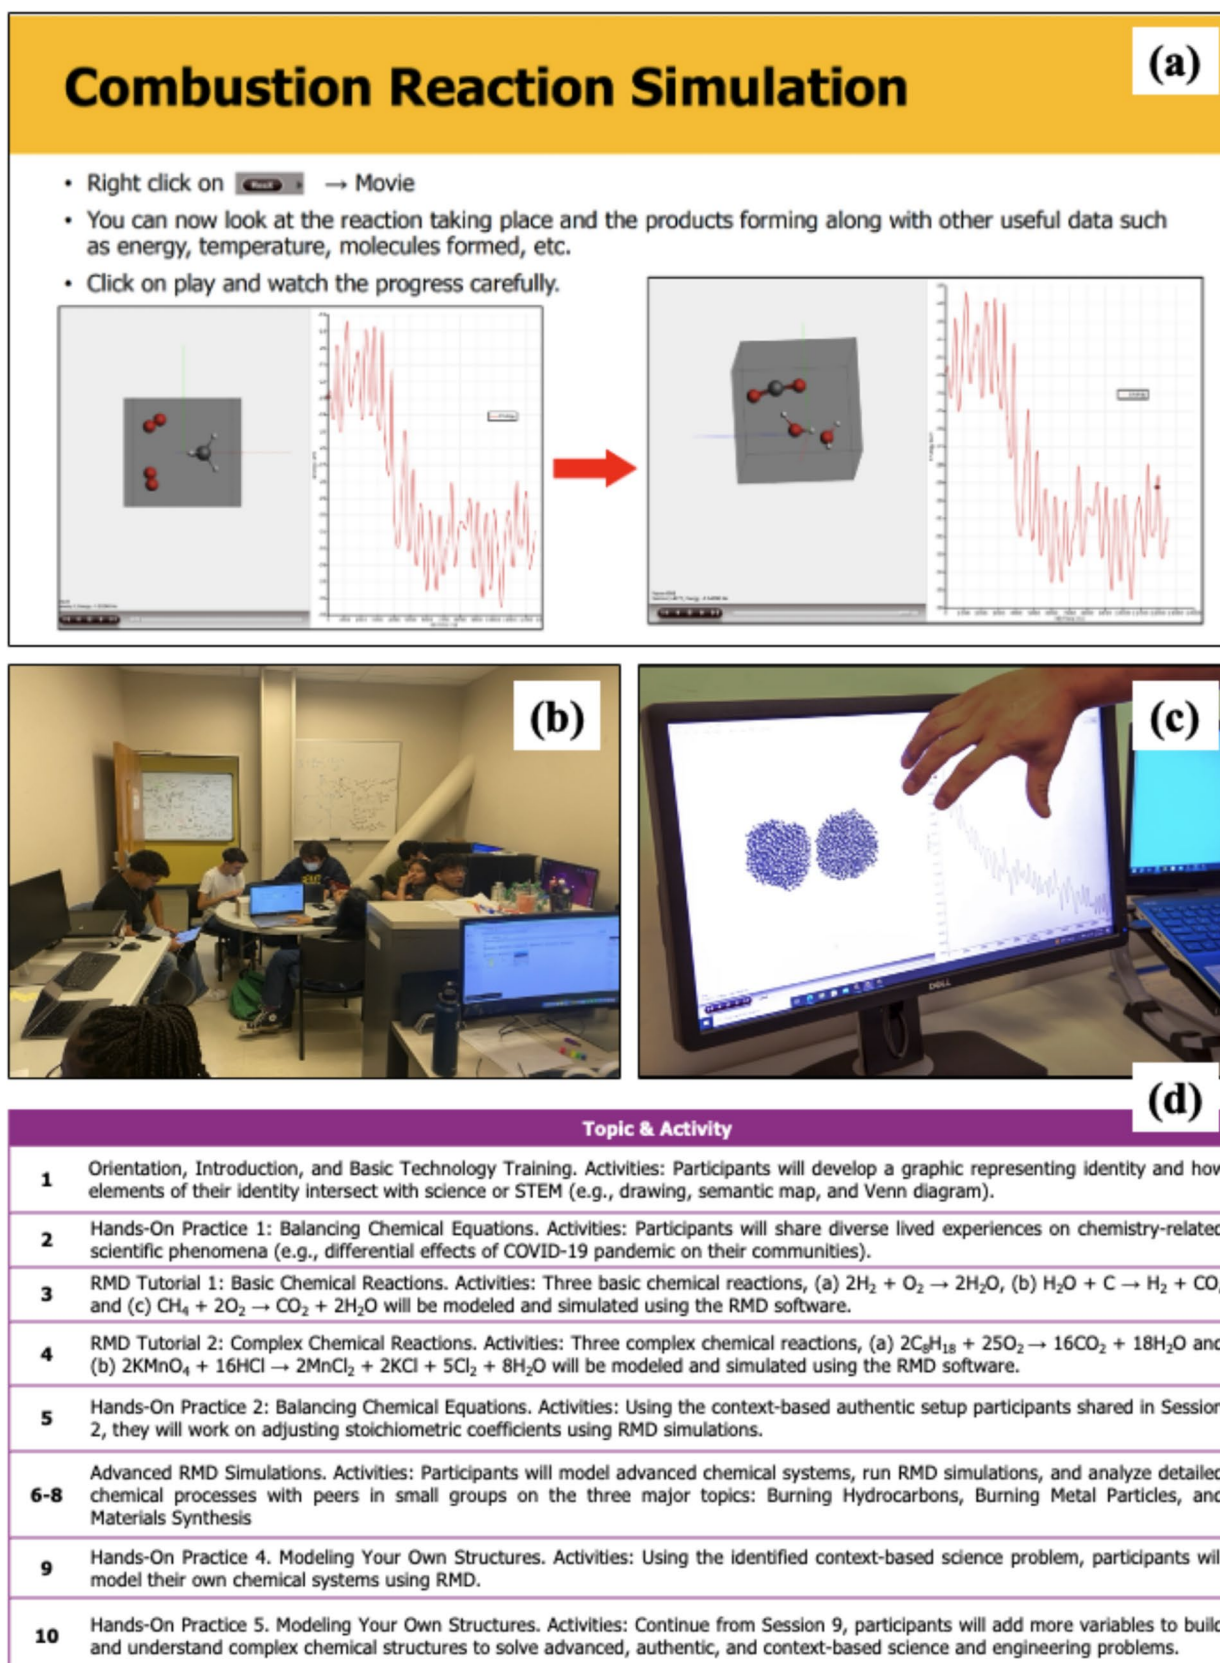 (a)
Combustion Reaction Simulation
• Right click on → Movie
• You can now look at the reaction taking place and the products forming along with other useful data such
as energy, temperature, molecules formed, etc.
• Click on play and watch the progress carefully.
(b)
(c)
DELL
(d)
Topic & Activity
1 Orientation, Introduction, and Basic Technology Training. Activities: Participants will develop a graphic representing identity and how
elements of their identity intersect with science or STEM (e.g., drawing, semantic map, and Venn diagram).
2 Hands-On Practice 1: Balancing Chemical Equations. Activities: Participants will share diverse lived experiences on chemistry-related
scientific phenomena (e.g., differential effects of COVID-19 pandemic on their communities).
3 RMD Tutorial 1: Basic Chemical Reactions. Activities: Three basic chemical reactions, (a) 2H₂ + O₂ → 2H₂O, (b) H₂O + C → H₂ + CO,
and (c) CH₄ + 2O₂ → CO₂ + 2H₂O will be modeled and simulated using the RMD software.
4 RMD Tutorial 2: Complex Chemical Reactions. Activities: Three complex chemical reactions, (a) 2C₈H₁₈ + 25O₂ → 16CO₂ + 18H₂O and
(b) 2KMnO₄ + 16HCl → 2MnCl₂ + 2KCl + 5Cl₂ + 8H₂O will be modeled and simulated using the RMD software.
5 Hands-On Practice 2: Balancing Chemical Equations. Activities: Using the context-based authentic setup participants shared in Session
2, they will work on adjusting stoichiometric coefficients using RMD simulations.
6-8 Advanced RMD Simulations. Activities: Participants will model advanced chemical systems, run RMD simulations, and analyze detailed
chemical processes with peers in small groups on the three major topics: Burning Hydrocarbons, Burning Metal Particles, and
Materials Synthesis
9 Hands-On Practice 4. Modeling Your Own Structures. Activities: Using the identified context-based science problem, participants will
model their own chemical systems using RMD.
10 Hands-On Practice 5. Modeling Your Own Structures. Activities: Continue from Session 9, participants will add more variables to build
and understand complex chemical structures to solve advanced, authentic, and context-based science and engineering problems.